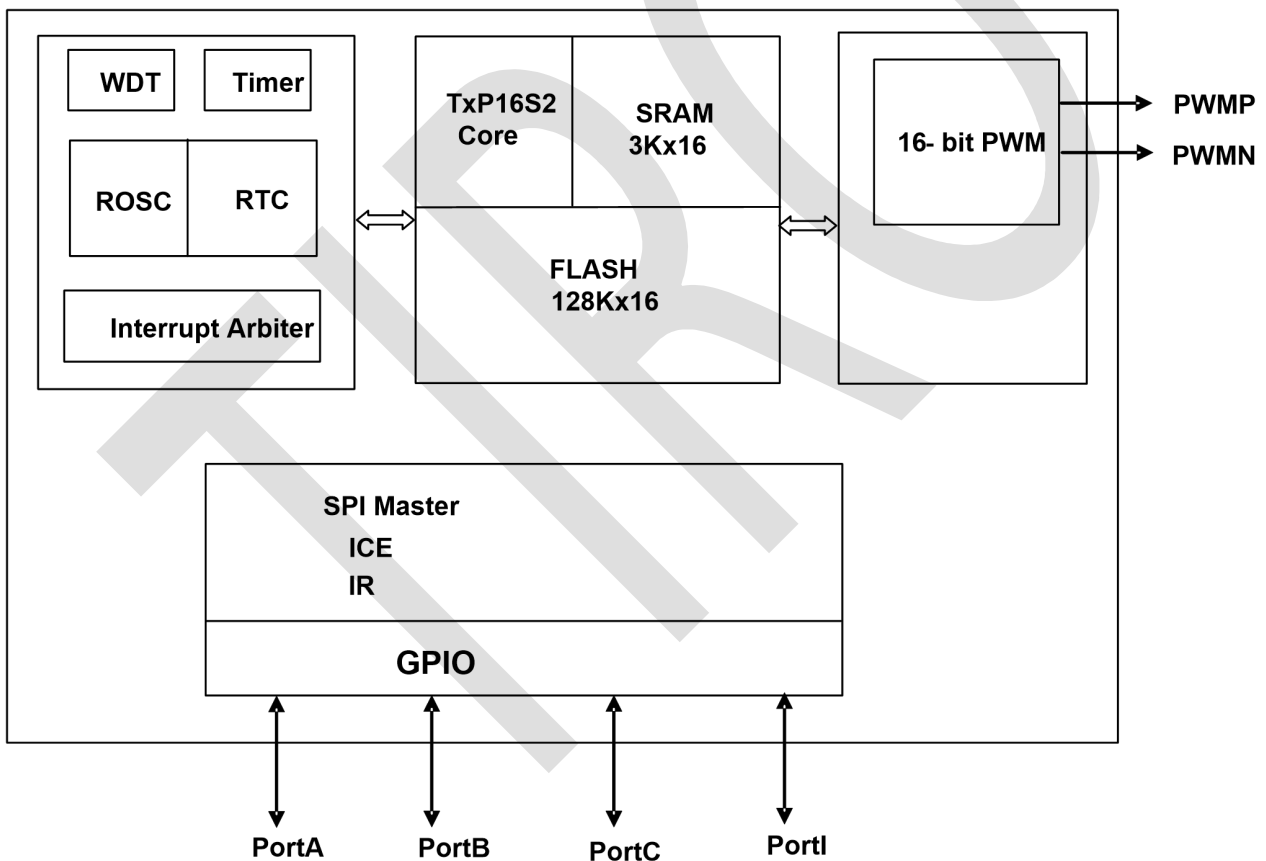 WDT
Timer
ROSC
RTC
Interrupt Arbiter
TxP16S2
Core
SRAM
3Kx16
FLASH
128Kx16
16- bit PWM
PWMP
PWMN
SPI Master
ICE
IR
GPIO
PortA
PortB
PortC
PortI